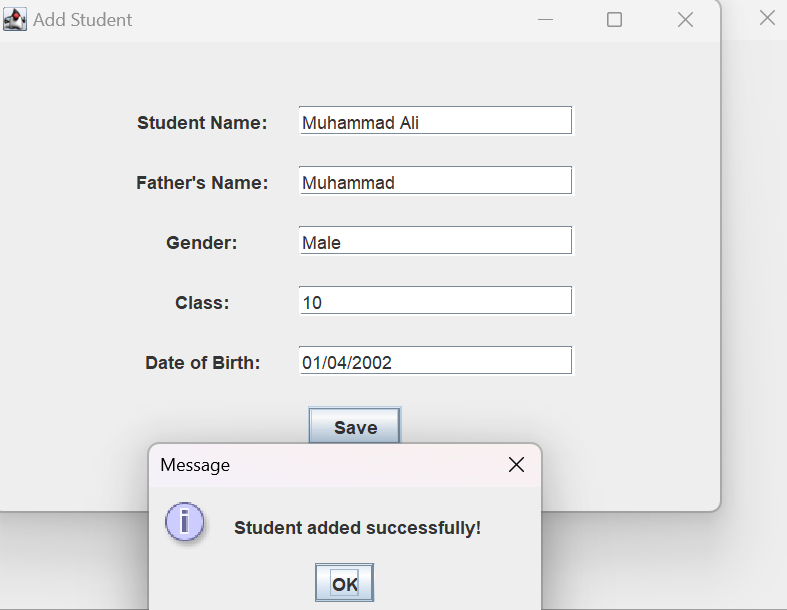 Add Student
Student Name: Muhammad Ali
Father's Name: Muhammad
Gender: Male
Class: 10
Date of Birth: 01/04/2002
Save
Message
Student added successfully!
OK